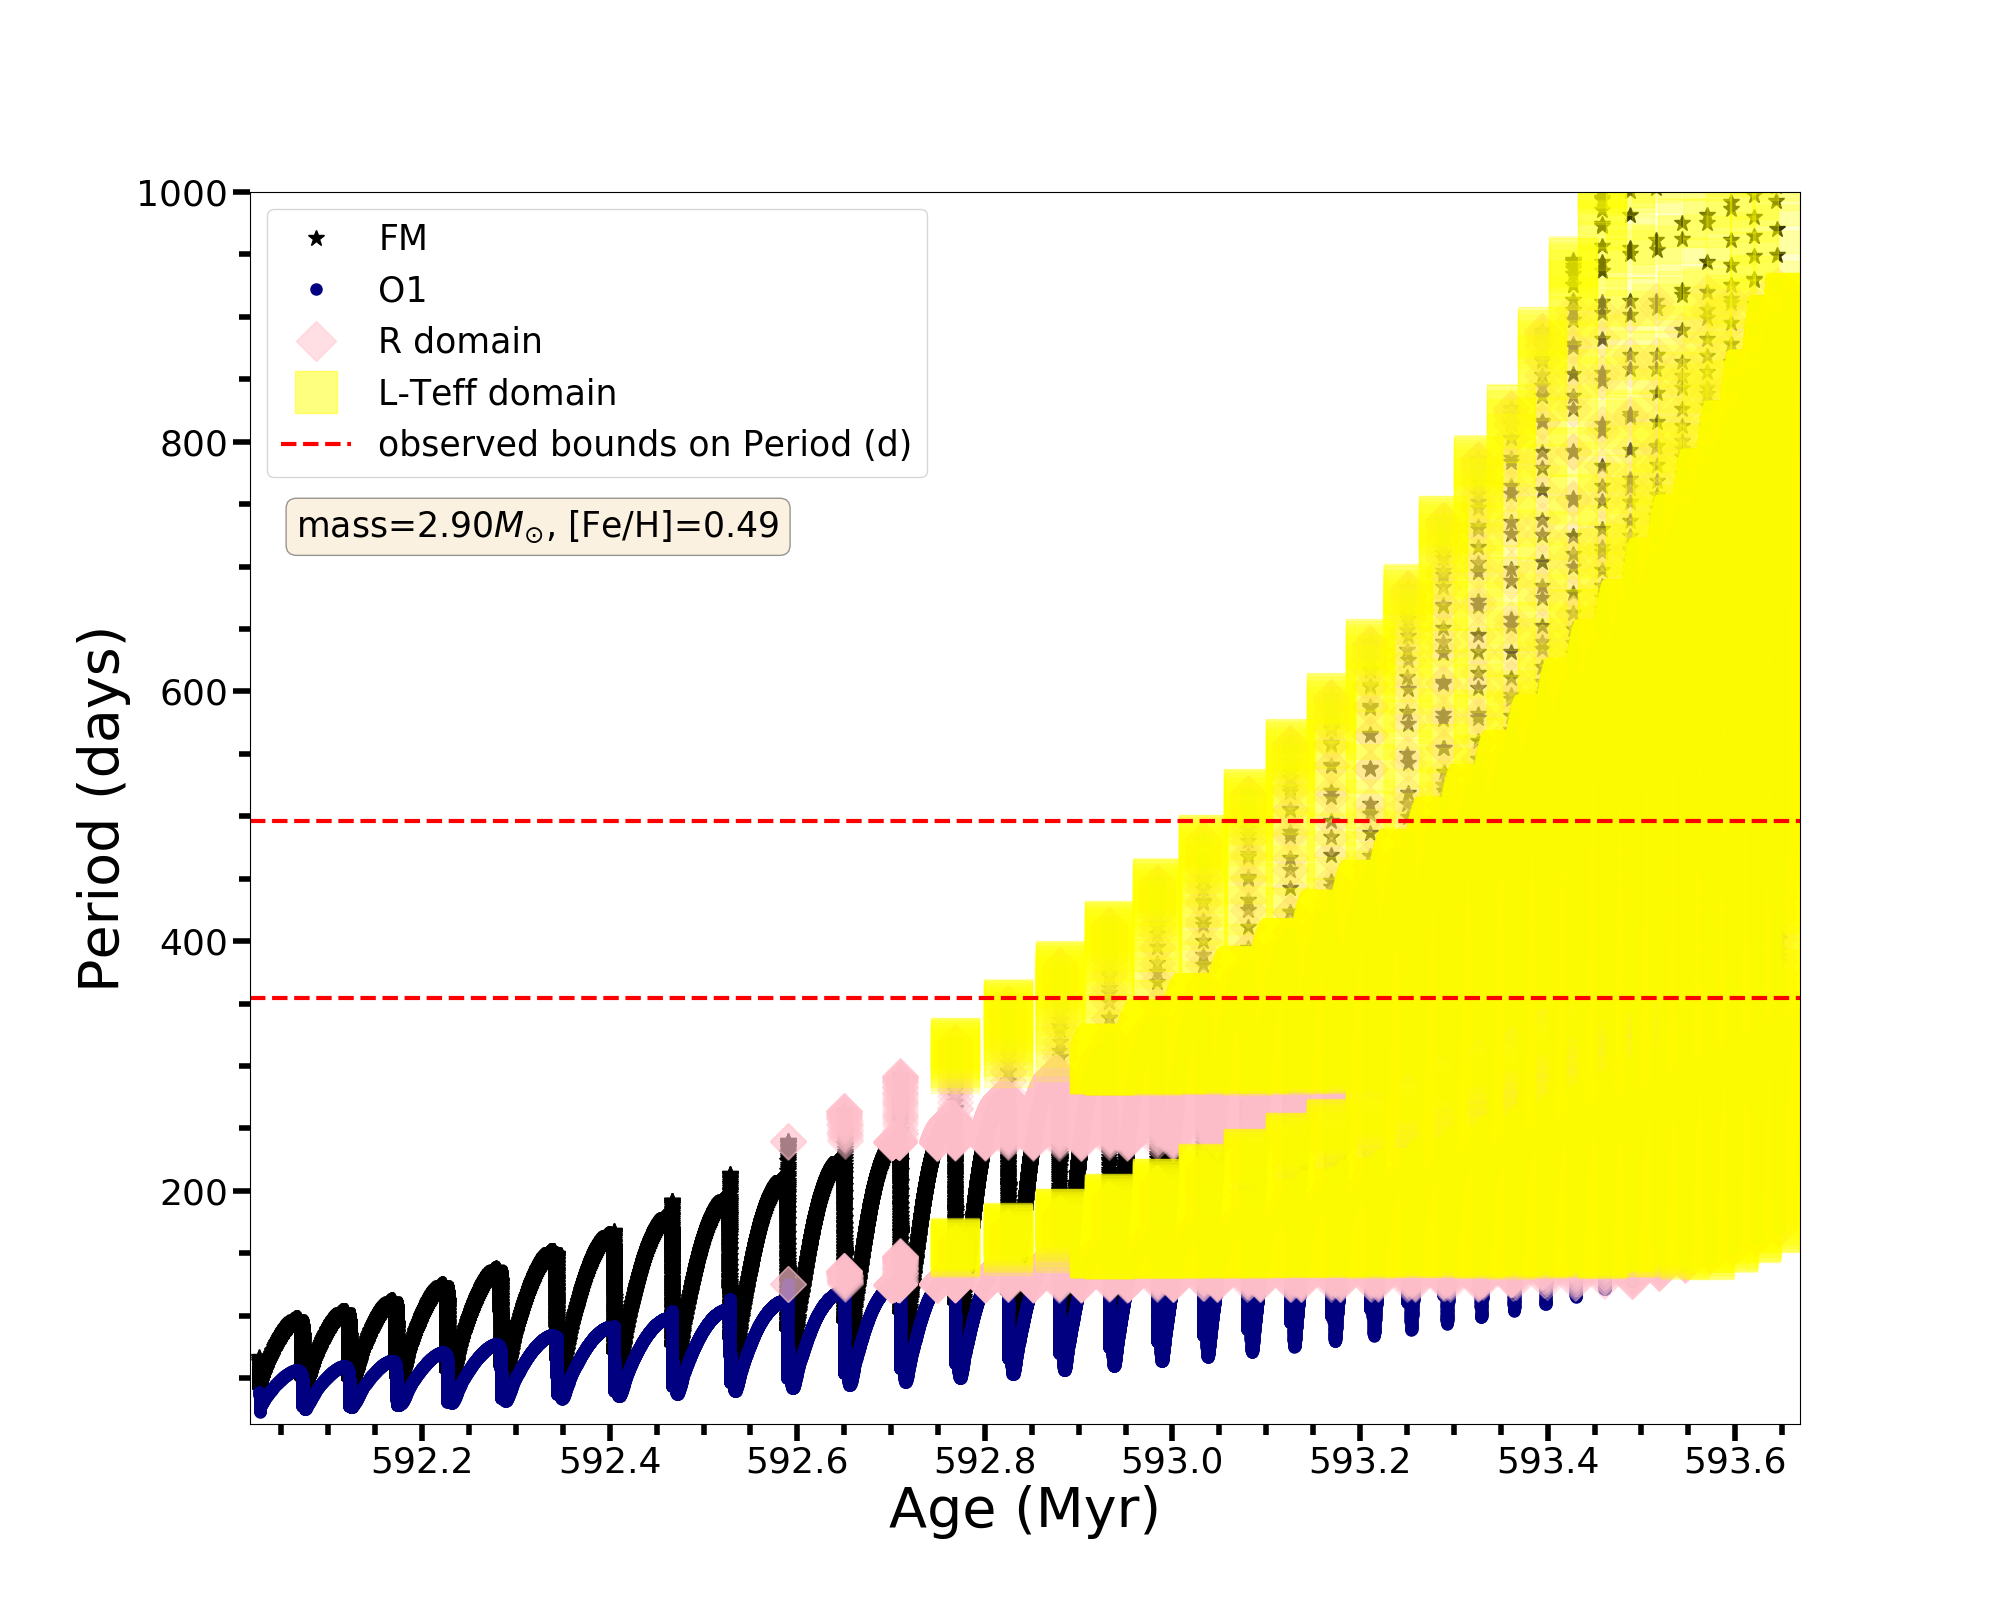 1000
800
600
400
200
Period (days)
FM
O1
R domain
L-Teff domain
observed bounds on Period (d)
mass=2.90M☉, [Fe/H]=0.49
592.2 592.4 592.6 592.8 593.0 593.2 593.4 593.6
Age (Myr)